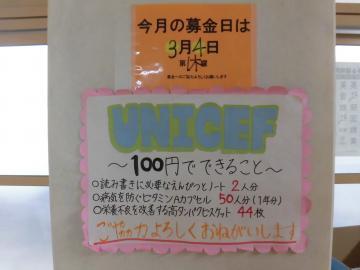 今月の募金日は
3月4日
UNICEF
～100円でできること～
○読み書きに必要なえんぴつとノート 2人分
○病気を防ぐビタミンAカプセル 50人分(1年分)
○栄養不良を改善する高タンパクビスケット 44枚
ご協力よろしくおねがいします